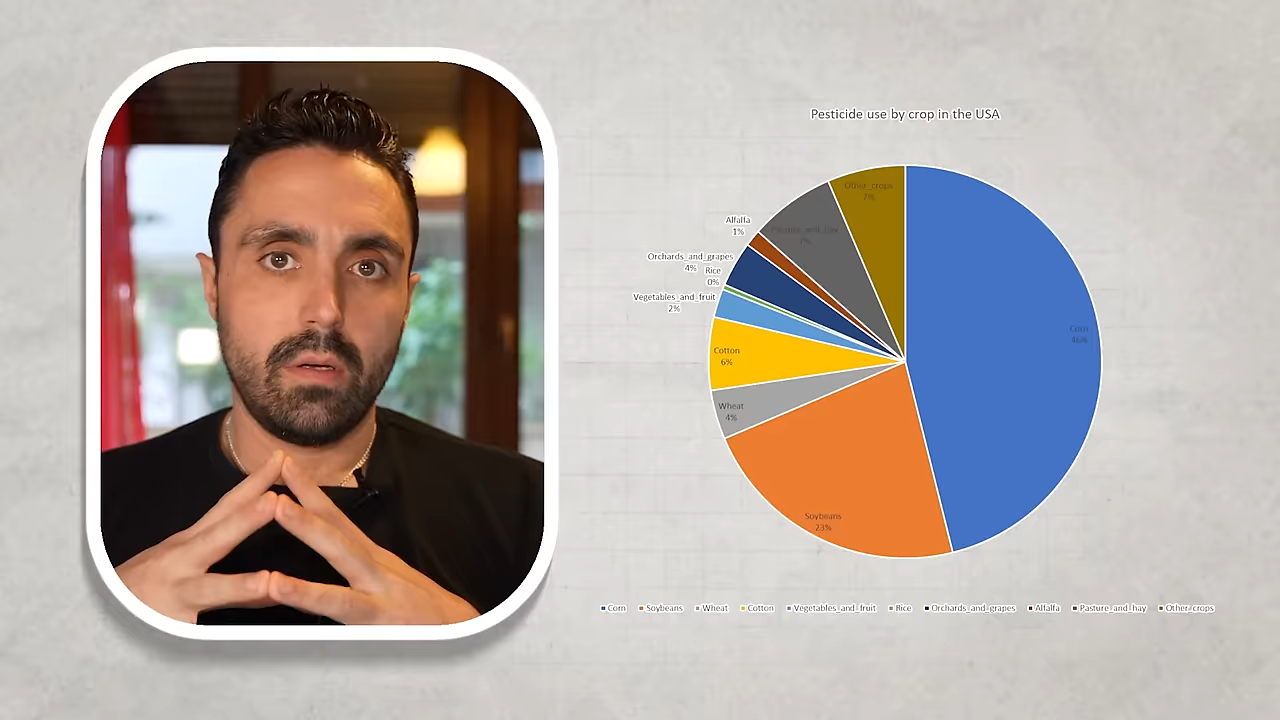 Pesticide use by crop in the USA
Other_crops
7%
Alfalfa
1%
Pasture_and_hay
7%
Orchards_and_grapes
4%
Rice
0%
Vegetables_and_fruit
2%
Corn
46%
Cotton
6%
Wheat
4%
Soybeans
23%
Corn Soybeans Wheat Cotton Vegetables_and_fruit Rice Orchards_and_grapes Alfalfa Pasture_and_hay Other_crops